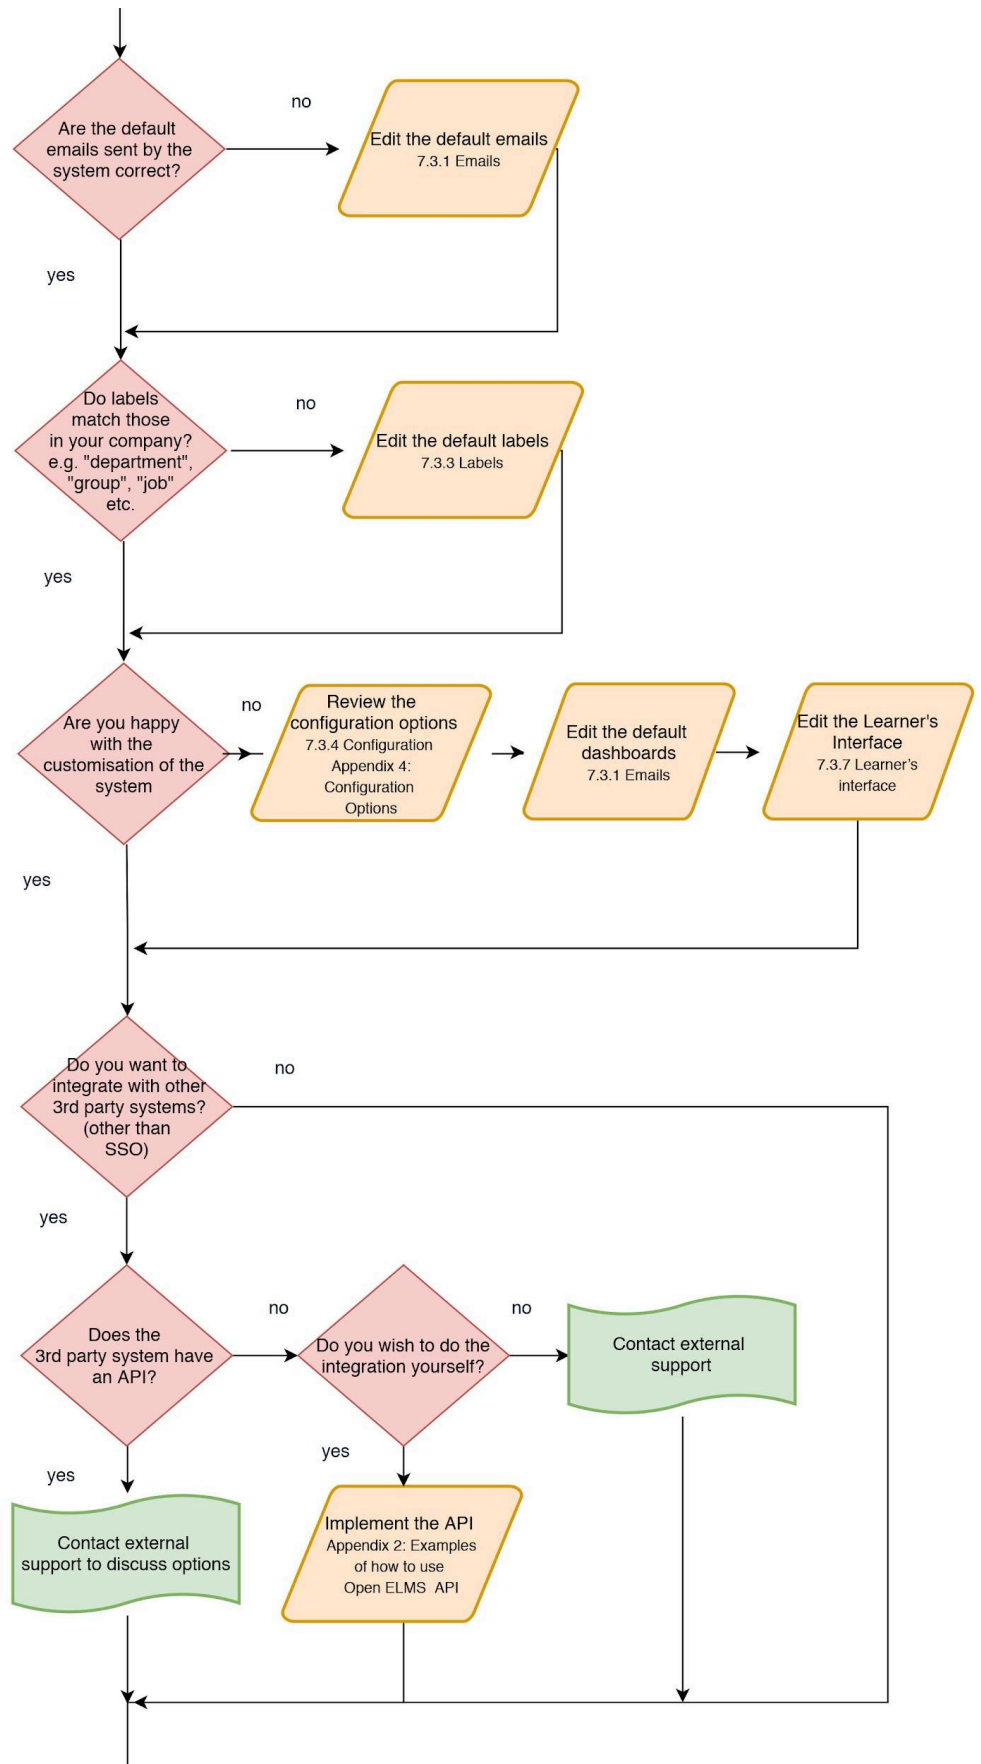 no
Are the default
emails sent by the
system correct?
Edit the default emails
7.3.1 Emails
yes
no
Do labels
match those
in your company?
e.g. "department",
"group", "job"
etc.
Edit the default labels
7.3.3 Labels
yes
no
Are you happy
with the
customisation of the
system
Review the
configuration options
7.3.4 Configuration
Appendix 4:
Configuration
Options
Edit the default
dashboards
7.3.1 Emails
Edit the Learner's
Interface
7.3.7 Learner's
interface
yes
no
Do you want to
integrate with other
3rd party systems?
(other than
SSO)
yes
no
no
Does the
3rd party system have
an API?
Do you wish to do the
integration yourself?
Contact external
support
yes
yes
Contact external
support to discuss options
Implement the API
Appendix 2: Examples
of how to use
Open ELMS  API